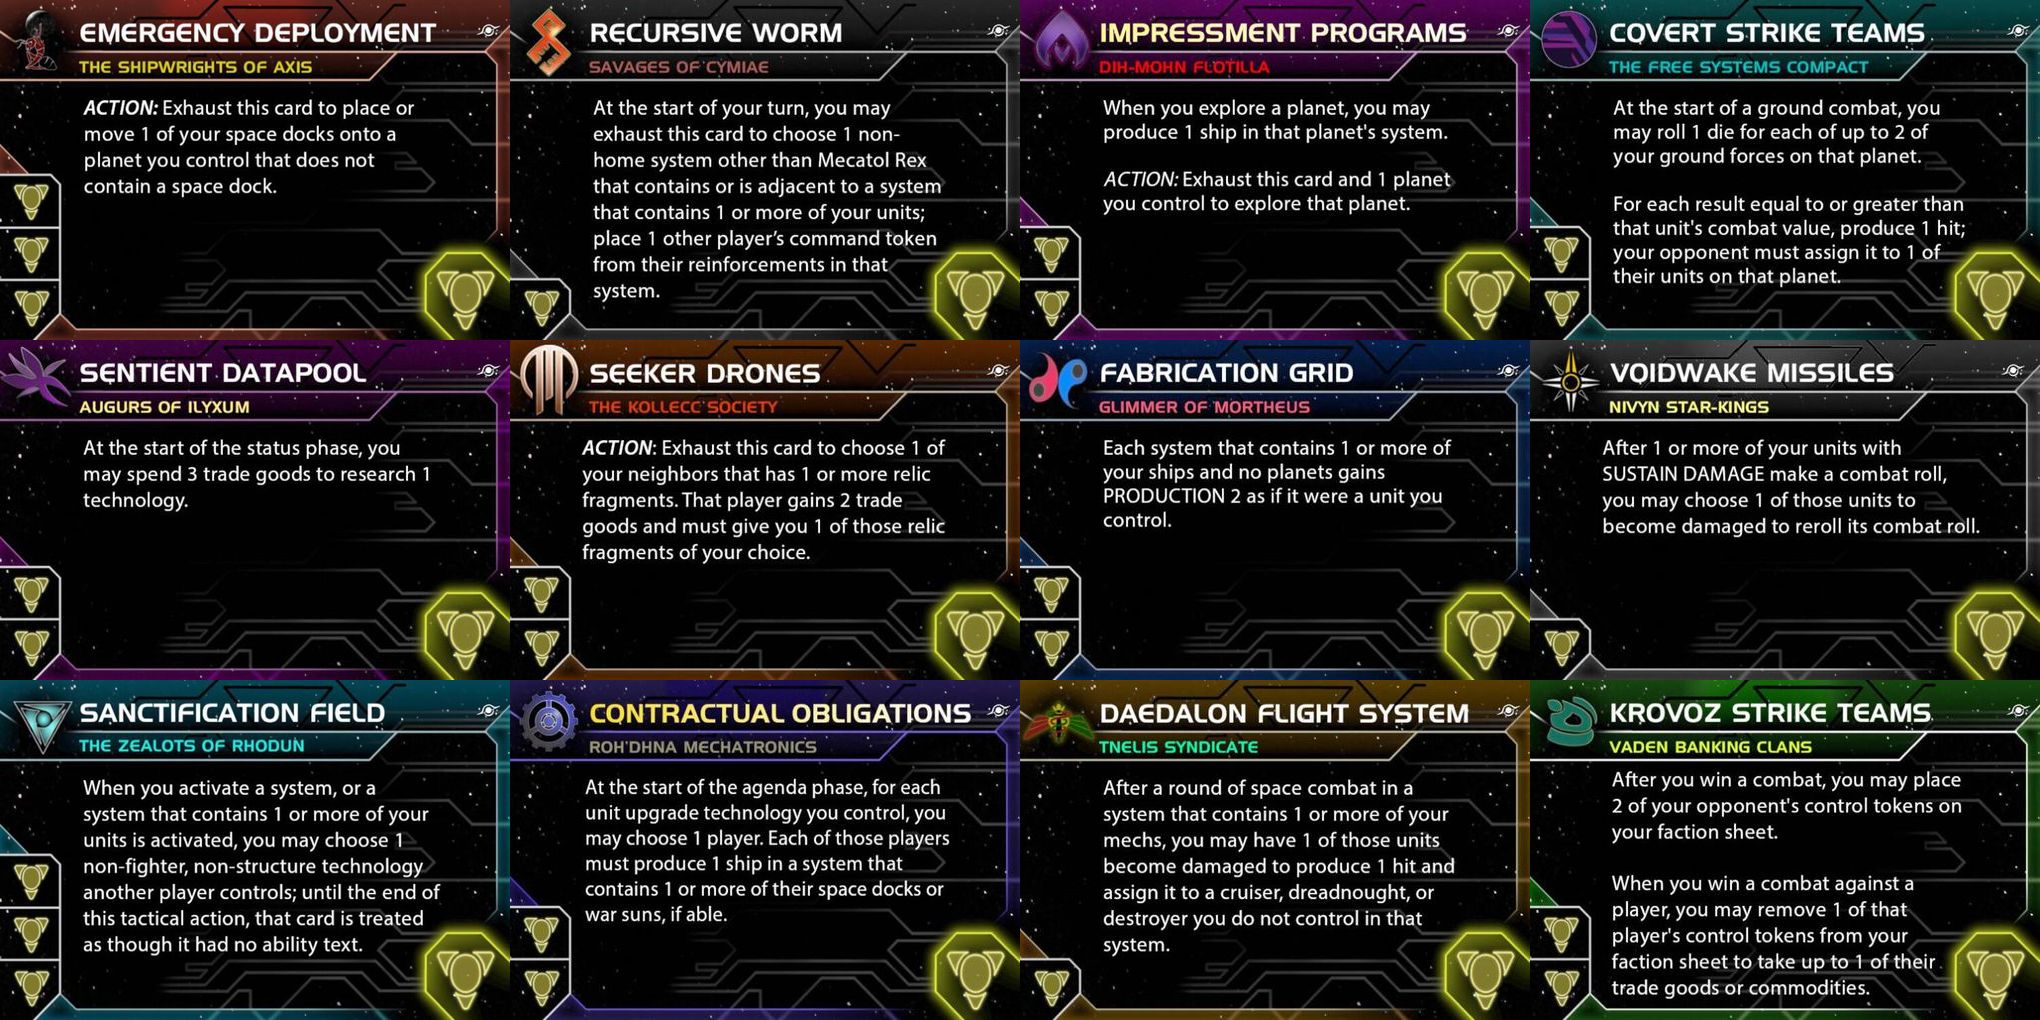 EMERGENCY DEPLOYMENT
THE SHIPWRIGHTS OF AXIS
ACTION: Exhaust this card to place or
move 1 of your space docks onto a
planet you control that does not
contain a space dock.
RECURSIVE WORM
SAVAGES OF CYMIAE
At the start of your turn, you may
exhaust this card to choose 1 non-
home system other than Mecatol Rex
that contains or is adjacent to a system
that contains 1 or more of your units;
place 1 other player's command token
from their reinforcements in that
system.
IMPRESSMENT PROGRAMS
DIH-MOHN FLOTILLA
When you explore a planet, you may
produce 1 ship in that planet's system.
ACTION: Exhaust this card and 1 planet
you control to explore that planet.
COVERT STRIKE TEAMS
THE FREE SYSTEMS COMPACT
At the start of a ground combat, you
may roll 1 die for each of up to 2 of
your ground forces on that planet.
For each result equal to or greater than
that unit's combat value, produce 1 hit;
your opponent must assign it to 1 of
their units on that planet.
SENTIENT DATAPOOL
AUGURS OF ILYXUM
At the start of the status phase, you
may spend 3 trade goods to research 1
technology.
SEEKER DRONES
THE KOLLECC SOCIETY
ACTION: Exhaust this card to choose 1 of
your neighbors that has 1 or more relic
fragments. That player gains 2 trade
goods and must give you 1 of those relic
fragments of your choice.
FABRICATION GRID
GLIMMER OF MORTHEUS
Each system that contains 1 or more of
your ships and no planets gains
PRODUCTION 2 as if it were a unit you
control.
VOIDWAKE MISSILES
NIVYN STAR-KINGS
After 1 or more of your units with
SUSTAIN DAMAGE make a combat roll,
you may choose 1 of those units to
become damaged to reroll its combat roll.
SANCTIFICATION FIELD
THE ZEALOTS OF RHODUN
When you activate a system, or a
system that contains 1 or more of your
units is activated, you may choose 1
non-fighter, non-structure technology
another player controls; until the end of
this tactical action, that card is treated
as though it had no ability text.
CONTRACTUAL OBLIGATIONS
ROH'DHNA MECHATRONICS
At the start of the agenda phase, for each
unit upgrade technology you control, you
may choose 1 player. Each of those players
must produce 1 ship in a system that
contains 1 or more of their space docks or
war suns, if able.
DAEDALON FLIGHT SYSTEM
TNELIS SYNDICATE
After a round of space combat in a
system that contains 1 or more of your
mechs, you may have 1 of those units
become damaged to produce 1 hit and
assign it to a cruiser, dreadnought, or
destroyer you do not control in that
system.
KROVOZ STRIKE TEAMS
VADEN BANKING CLANS
After you win a combat, you may place
2 of your opponent's control tokens on
your faction sheet.
When you win a combat against a
player, you may remove 1 of that
player's control tokens from your
faction sheet to take up to 1 of their
trade goods or commodities.